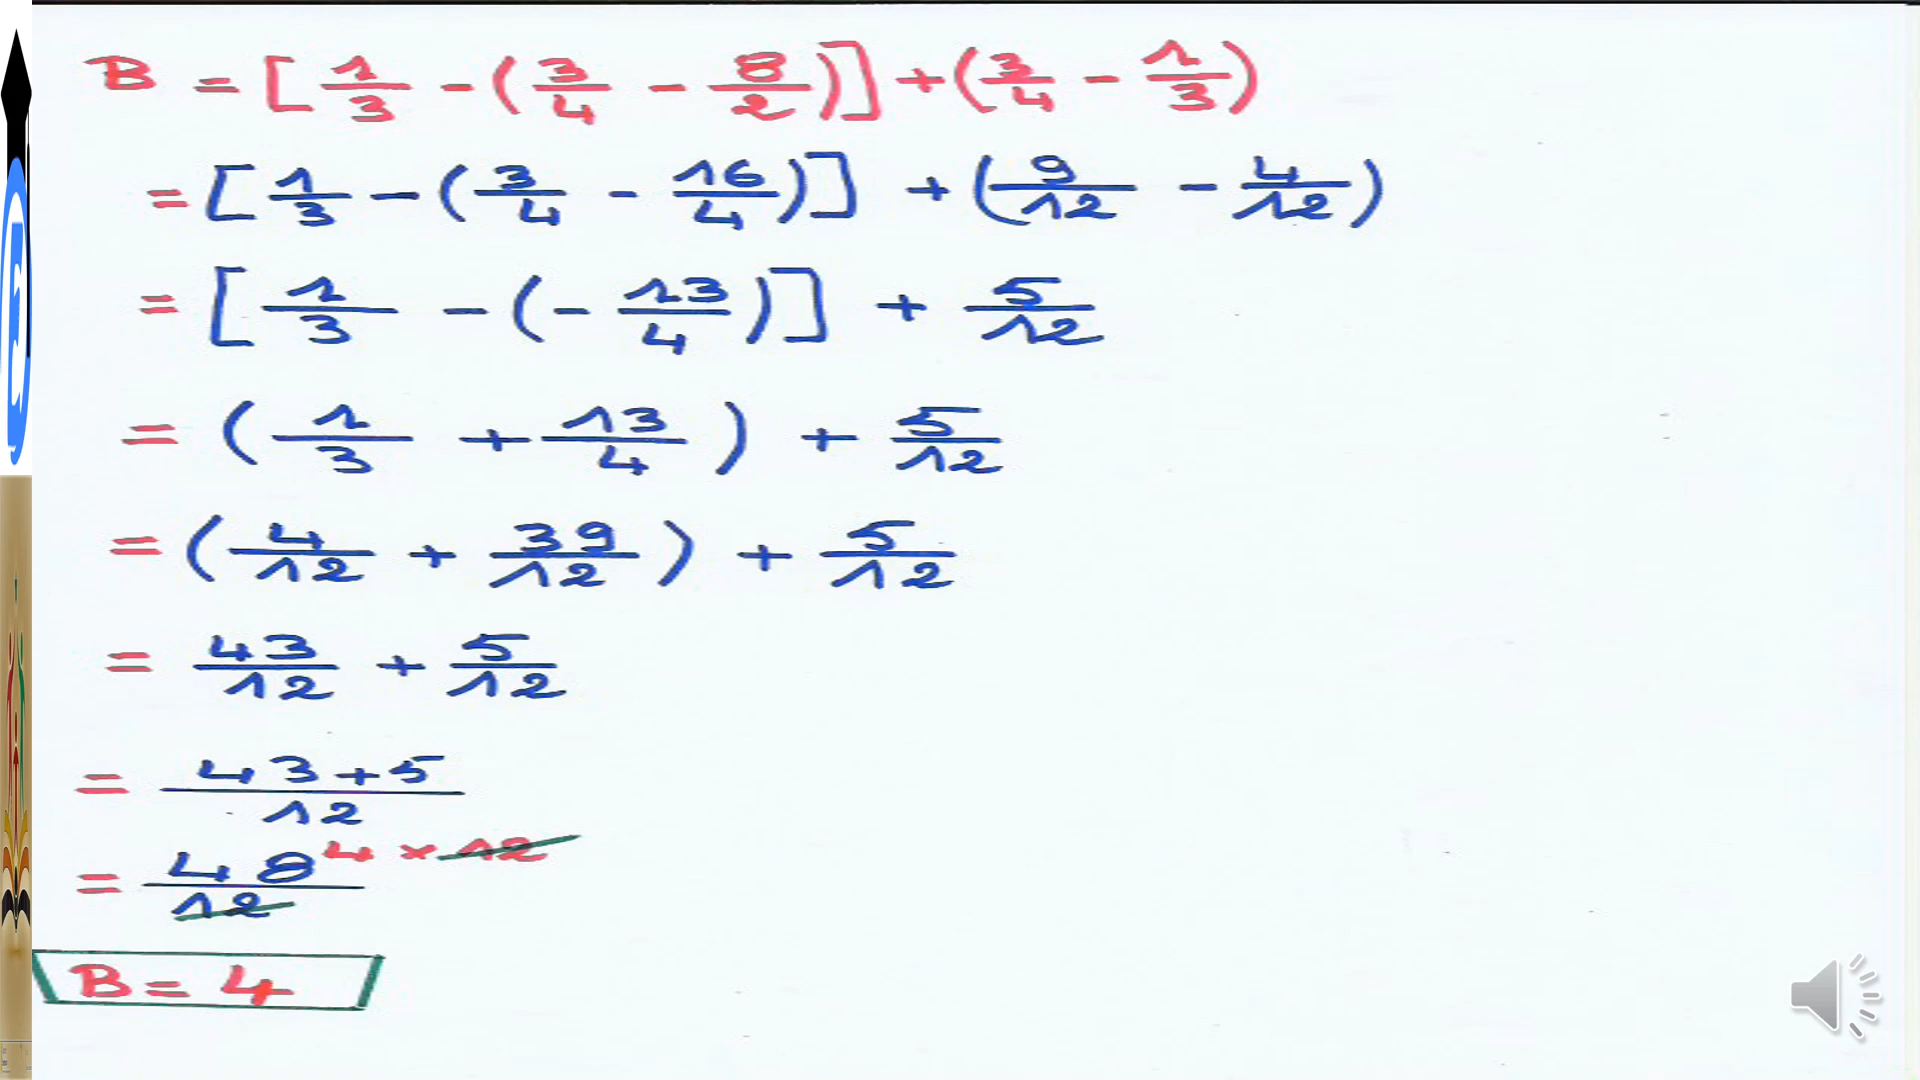 B = [1/3 - (3/4 - 8/2)] + (3/4 - 1/3)
= [1/3 - (3/4 - 16/4)] + (9/12 - 4/12)
= [1/3 - (- 13/4)] + 5/12
= (1/3 + 13/4) + 5/12
= (4/12 + 39/12) + 5/12
= 43/12 + 5/12
= 43+5/12
= 48/12 4 × 12
B = 4